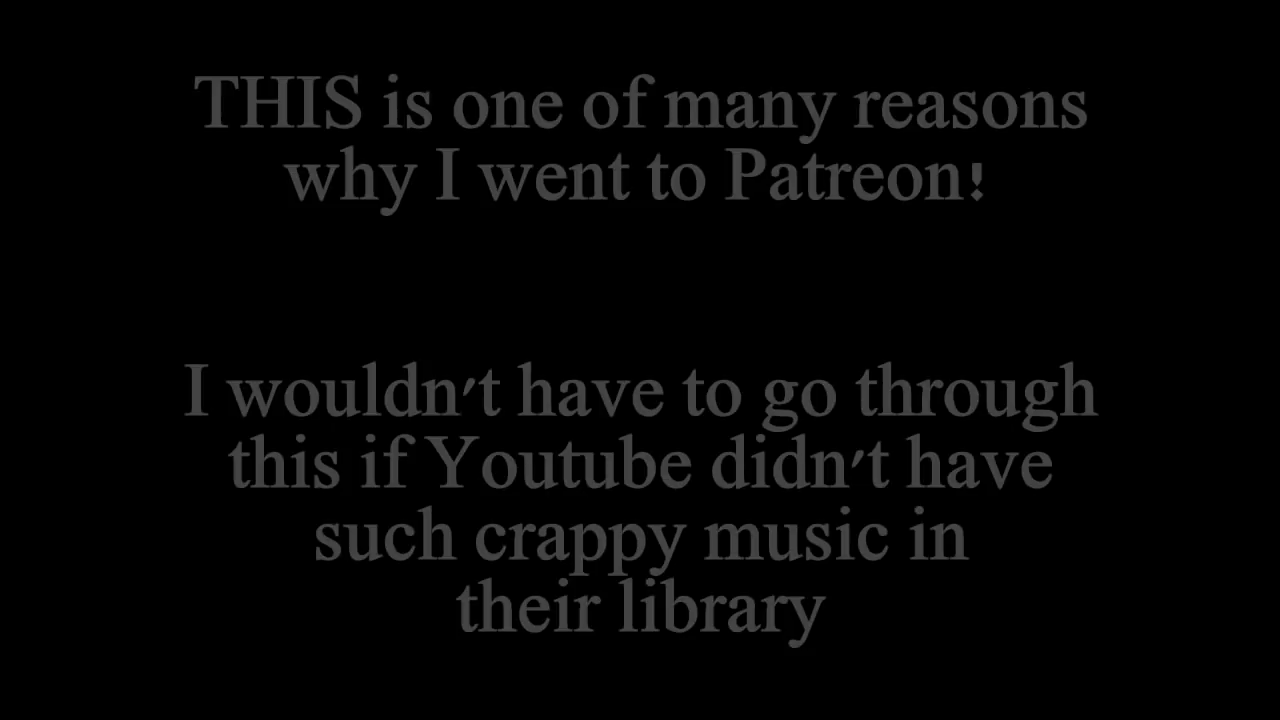 THIS is one of many reasons
why I went to Patreon!
I wouldn't have to go through
this if Youtube didn't have
such crappy music in
their library